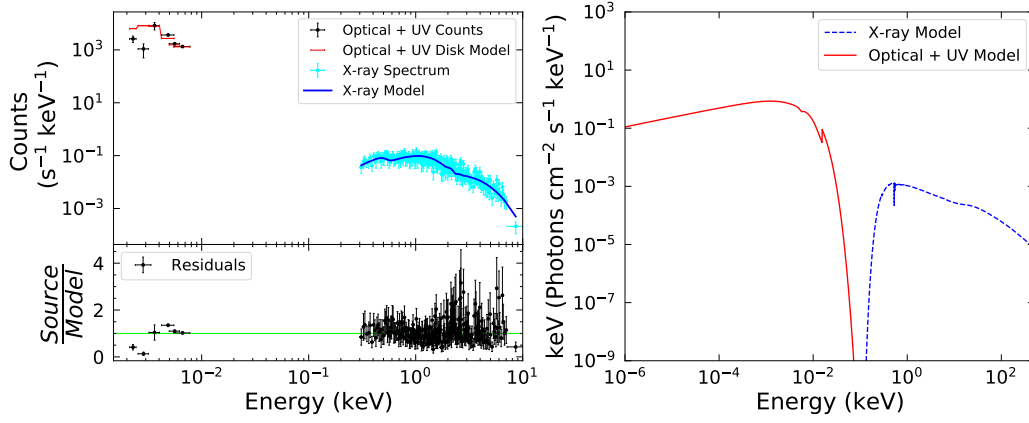 Counts
(s⁻¹ keV⁻¹)
10³
10¹
10⁻¹
10⁻³
Optical + UV Counts
Optical + UV Disk Model
X-ray Spectrum
X-ray Model
Source
Model
4
2
0
Residuals
10⁻² 10⁻¹ 10⁰ 10¹
Energy (keV)
keV (Photons cm⁻² s⁻¹ keV⁻¹)
10³
10¹
10⁻¹
10⁻³
10⁻⁵
10⁻⁷
10⁻⁹
X-ray Model
Optical + UV Model
10⁻⁶ 10⁻⁴ 10⁻² 10⁰ 10²
Energy (keV)